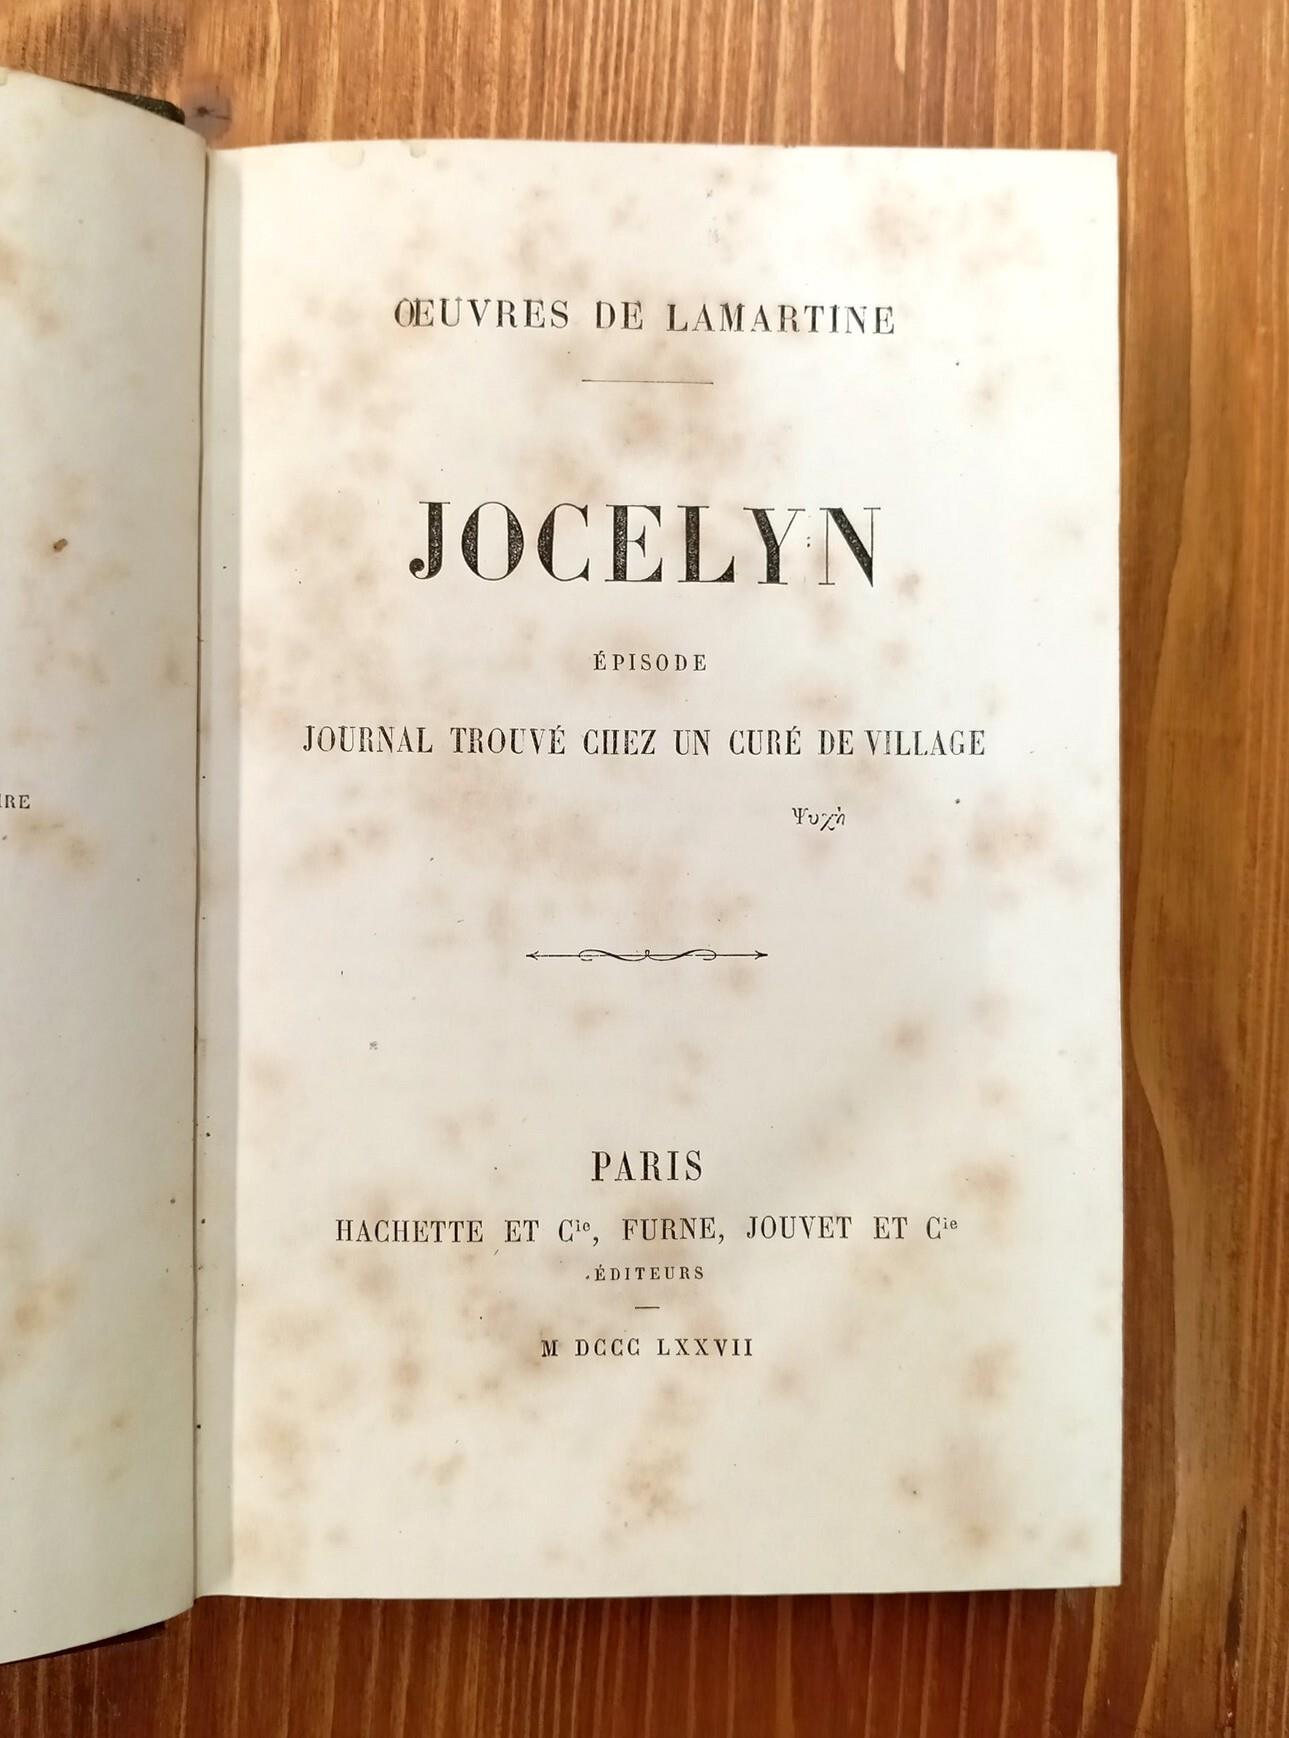 ŒUVRES DE LAMARTINE
JOCELYN
ÉPISODE
JOURNAL TROUVÉ CHEZ UN CURÉ DE VILLAGE
Ψυχὴ
PARIS
HACHETTE ET Cie, FURNE, JOUVET ET Cie
ÉDITEURS
M DCCC LXXVII